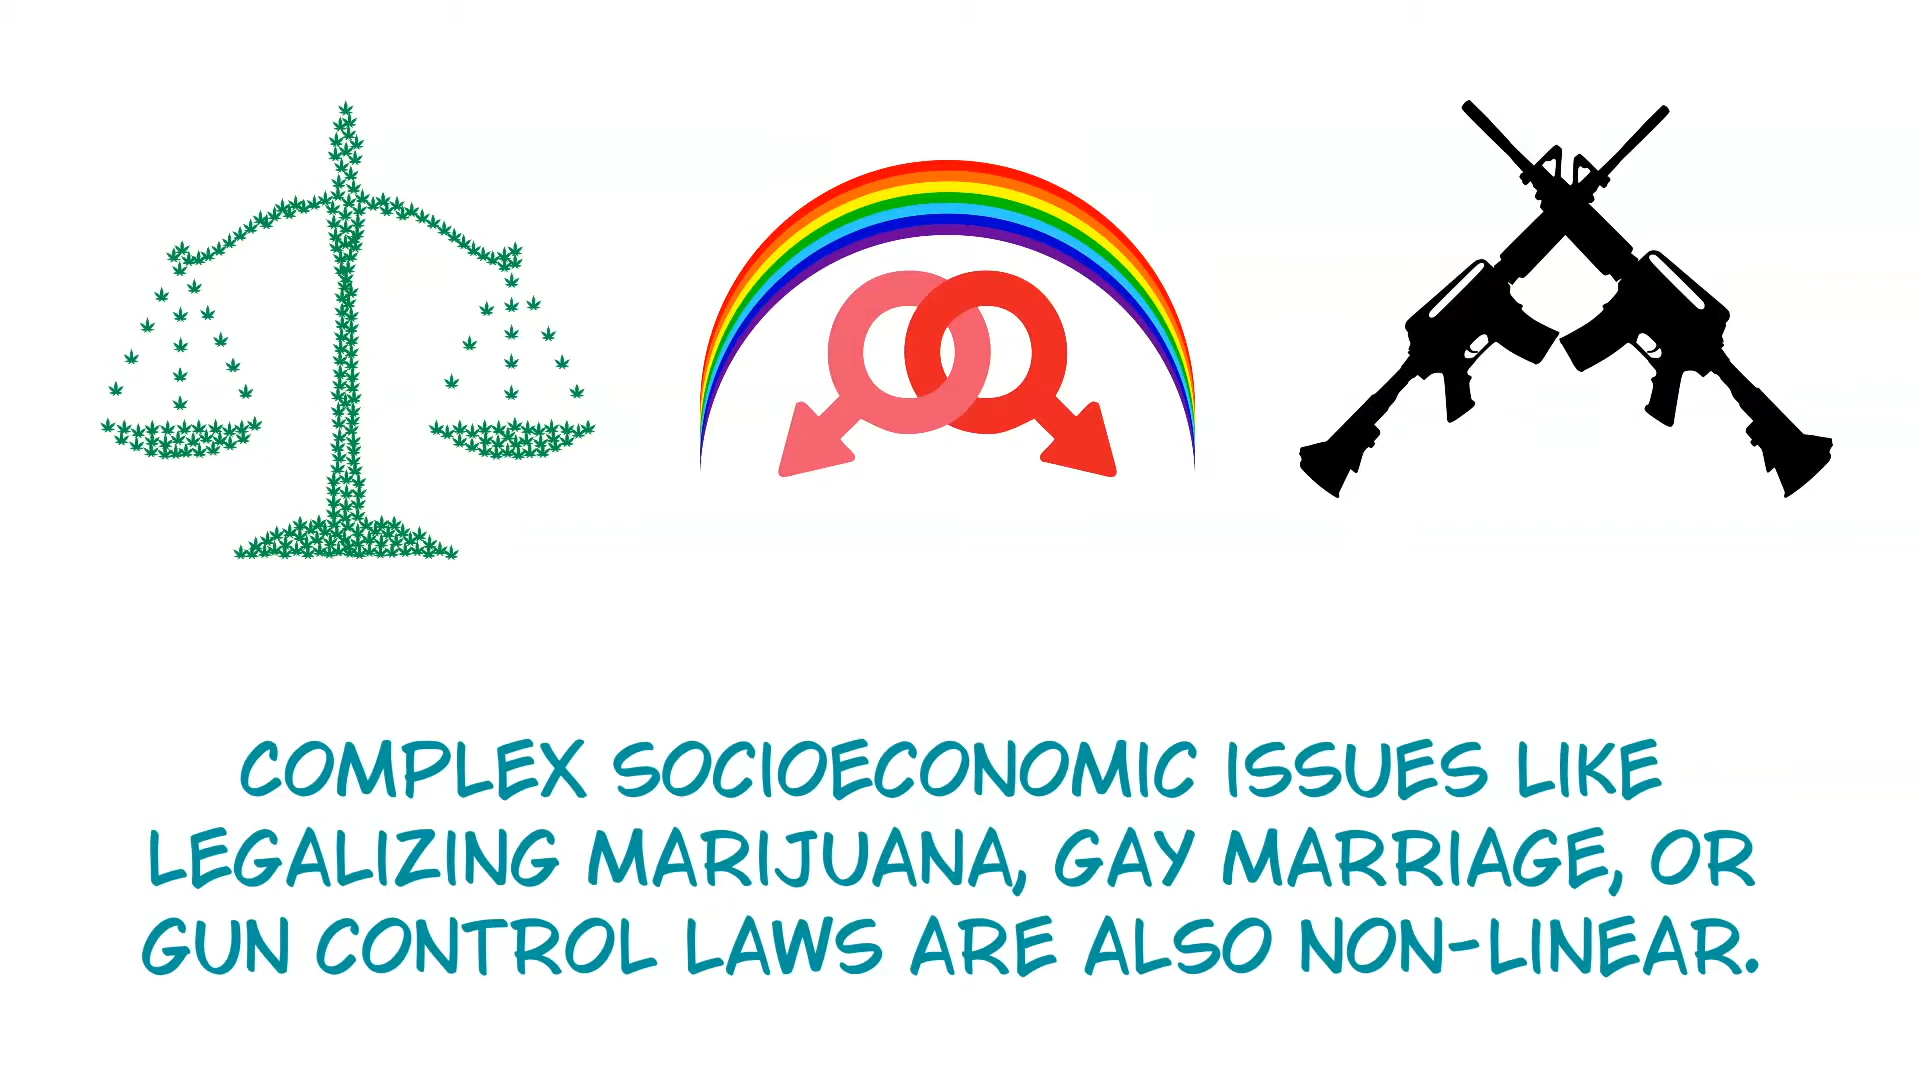 COMPLEX SOCIOECONOMIC ISSUES LIKE
LEGALIZING MARIJUANA, GAY MARRIAGE, OR
GUN CONTROL LAWS ARE ALSO NON-LINEAR.